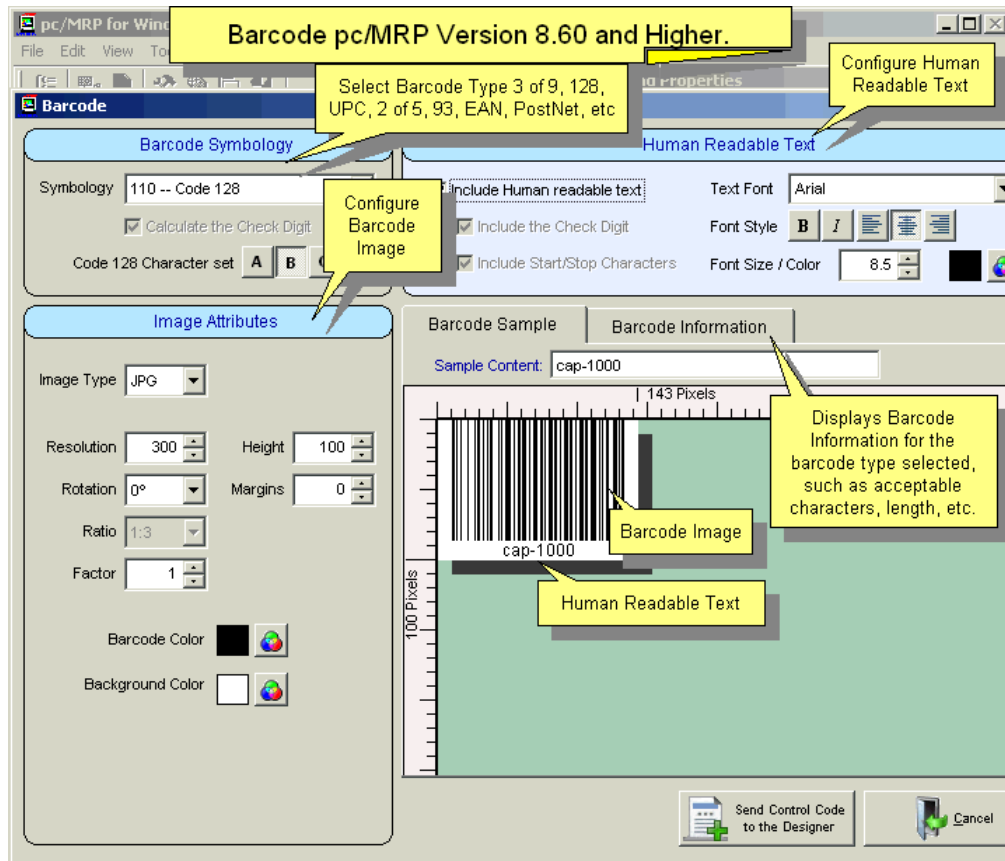 pc/MRP for Wind
Barcode pc/MRP Version 8.60 and Higher.
File Edit View To
Properties
Select Barcode Type 3 of 9, 128,
UPC, 2 of 5, 93, EAN, PostNet, etc
Configure Human
Readable Text
Barcode
Barcode Symbology
Human Readable Text
Symbology 110 -- Code 128
Calculate the Check Digit
Code 128 Character set A B
Configure
Barcode
Image
Include Human readable text
Include the Check Digit
Include Start/Stop Characters
Text Font Arial
Font Style B I
Font Size / Color 8.5
Image Attributes
Image Type JPG
Resolution 300 Height 100
Rotation 0° Margins 0
Ratio 1:3
Factor 1
Barcode Color
Background Color
Barcode Sample Barcode Information
Sample Content: cap-1000
143 Pixels
100 Pixels
cap-1000
Barcode Image
Human Readable Text
Displays Barcode
Information for the
barcode type selected,
such as acceptable
characters, length, etc.
Send Control Code
to the Designer
Cancel